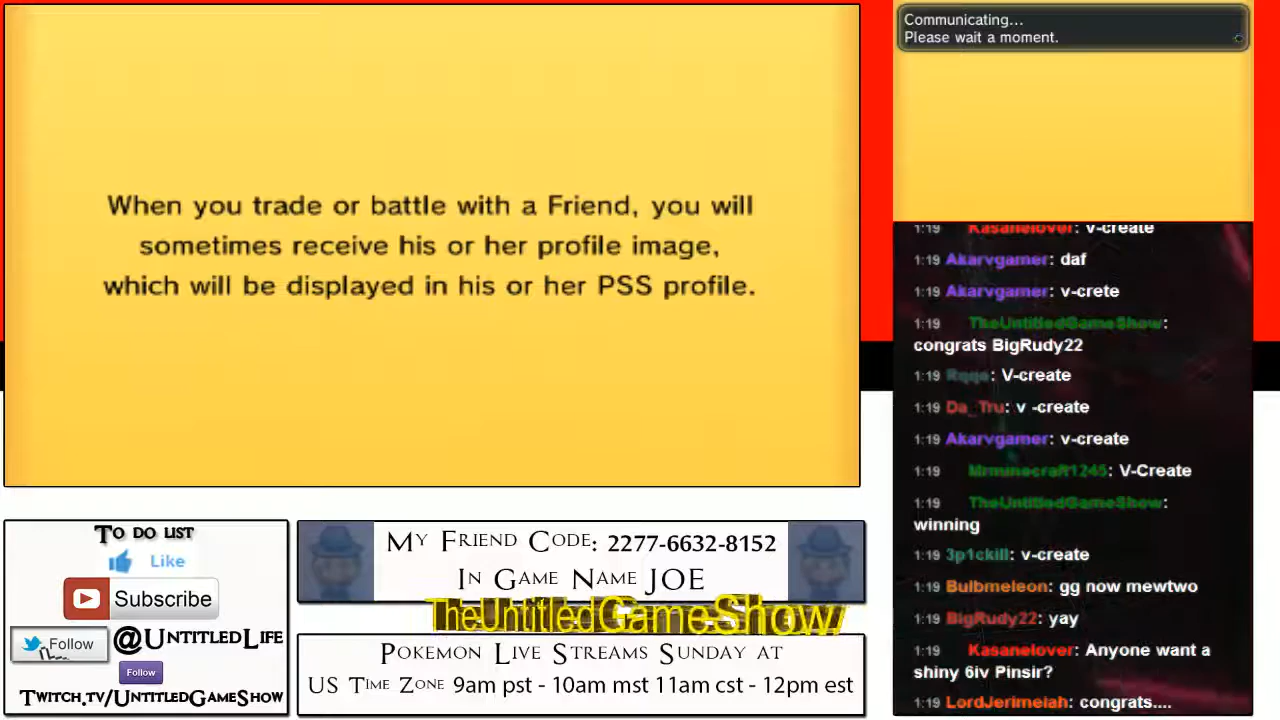 When you trade or battle with a Friend, you will
sometimes receive his or her profile image,
which will be displayed in his or her PSS profile.
Communicating...
Please wait a moment.
1:19 Kasanelover: v-create
1:19 Akarvgamer: daf
1:19 Akarvgamer: v-crete
1:19 TheUntitledGameShow:
congrats BigRudy22
1:19 Rqqe: V-create
1:19 Da_Tru: v -create
1:19 Akarvgamer: v-create
1:19 Mrminecraft1245: V-Create
1:19 TheUntitledGameShow:
winning
1:19 3p1ckill: v-create
1:19 Bulbmeleon: gg now mewtwo
1:19 BigRudy22: yay
1:19 Kasanelover: Anyone want a
shiny 6iv Pinsir?
1:19 LordJerimeiah: congrats....
To do list
Like
Subscribe
Follow @UntitledLife
Follow
Twitch.tv/UntitledGameShow
My Friend Code: 2277-6632-8152
In Game Name JOE
TheUntitledGameShow
Pokemon Live Streams Sunday at
US Time Zone 9am pst - 10am mst 11am cst - 12pm est